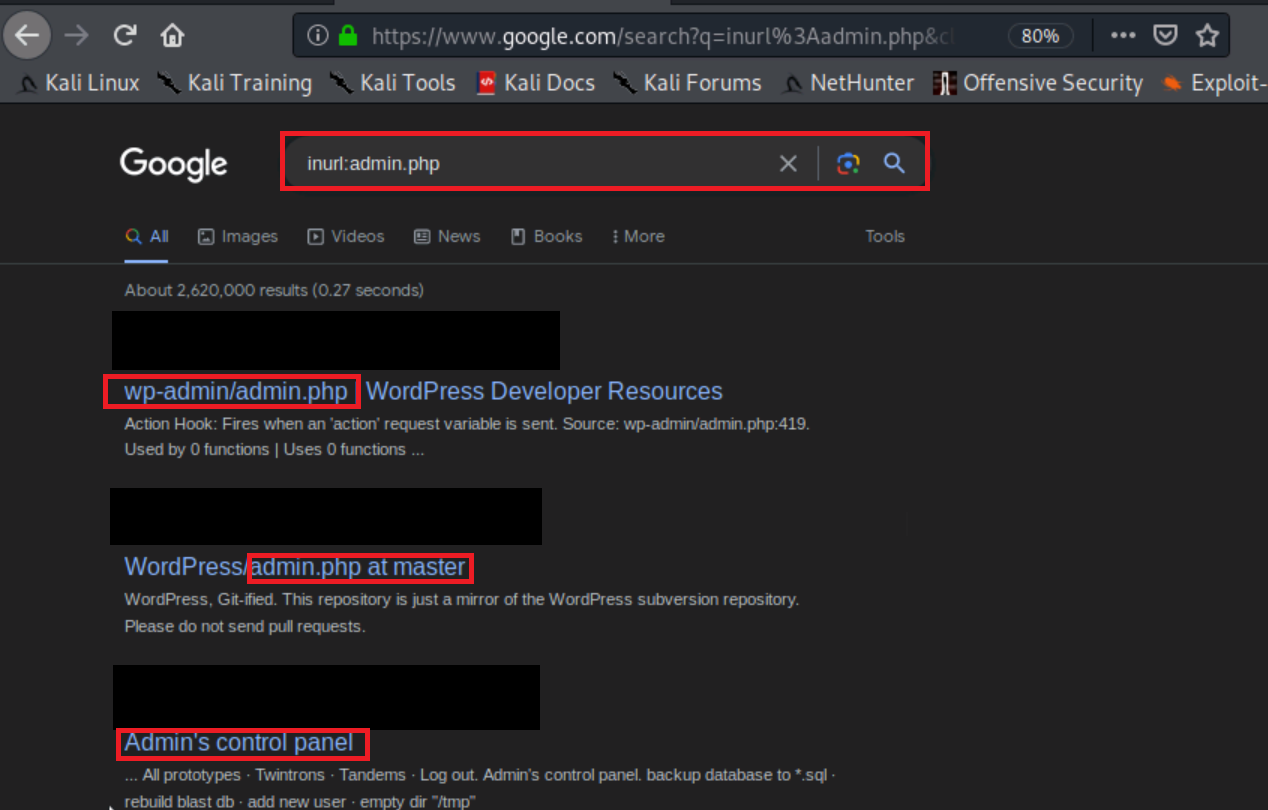 https://www.google.com/search?q=inurl%3Aadmin.php&cl
80%
Kali Linux Kali Training Kali Tools Kali Docs Kali Forums NetHunter Offensive Security Exploit-
Google
inurl:admin.php
All Images Videos News Books More Tools
About 2,620,000 results (0.27 seconds)
wp-admin/admin.php WordPress Developer Resources
Action Hook: Fires when an 'action' request variable is sent. Source: wp-admin/admin.php:419.
Used by 0 functions | Uses 0 functions ...
WordPress/admin.php at master
WordPress, Git-ified. This repository is just a mirror of the WordPress subversion repository.
Please do not send pull requests.
Admin's control panel
... All prototypes · Twintrons · Tandems · Log out. Admin's control panel. backup database to *.sql ·
rebuild blast db · add new user · empty dir "/tmp"